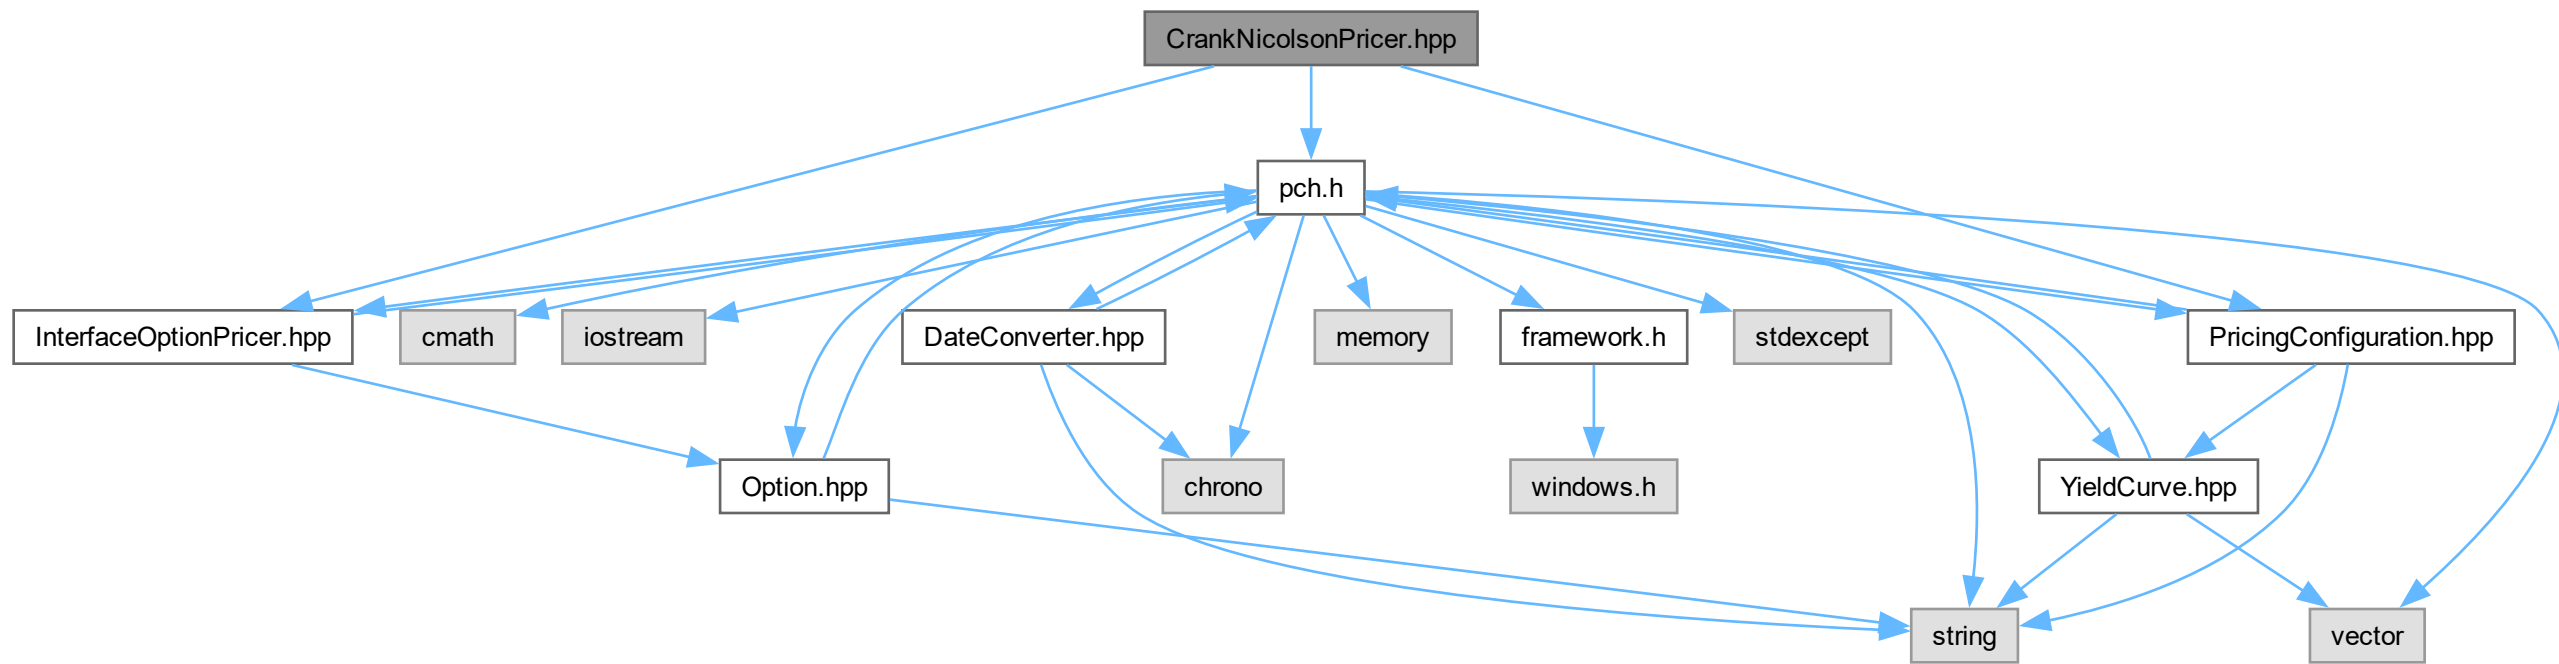 CrankNicolsonPricer.hpp
pch.h
InterfaceOptionPricer.hpp
cmath
iostream
DateConverter.hpp
memory
framework.h
stdexcept
PricingConfiguration.hpp
Option.hpp
chrono
windows.h
YieldCurve.hpp
string
vector